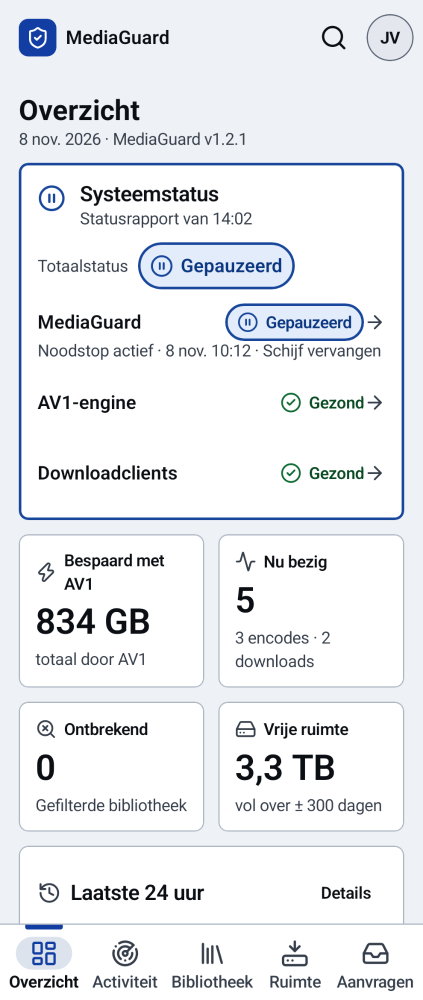 MediaGuard
JV
Overzicht
8 nov. 2026 · MediaGuard v1.2.1
Systeemstatus
Statusrapport van 14:02
Totaalstatus Gepauzeerd
MediaGuard Gepauzeerd
Noodstop actief · 8 nov. 10:12 · Schijf vervangen
AV1-engine Gezond
Downloadclients Gezond
Bespaard met
AV1
834 GB
totaal door AV1
Nu bezig
5
3 encodes · 2
downloads
Ontbrekend
0
Gefilterde bibliotheek
Vrije ruimte
3,3 TB
vol over ± 300 dagen
Laatste 24 uur Details
Overzicht Activiteit Bibliotheek Ruimte Aanvragen